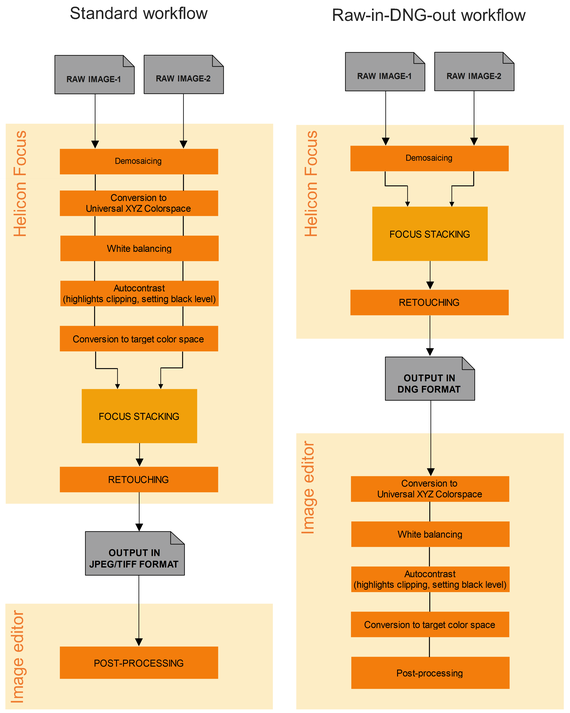 Standard workflow
RAW IMAGE-1
RAW IMAGE-2
Helicon Focus
Demosaicing
Conversion to
Universal XYZ Colorspace
White balancing
Autocontrast
(highlights clipping, setting black level)
Conversion to target color space
FOCUS STACKING
RETOUCHING
OUTPUT IN
JPEG/TIFF FORMAT
Image editor
POST-PROCESSING
Raw-in-DNG-out workflow
RAW IMAGE-1
RAW IMAGE-2
Helicon Focus
Demosaicing
FOCUS STACKING
RETOUCHING
OUTPUT IN
DNG FORMAT
Image editor
Conversion to
Universal XYZ Colorspace
White balancing
Autocontrast
(highlights clipping, setting black level)
Conversion to target color space
Post-processing